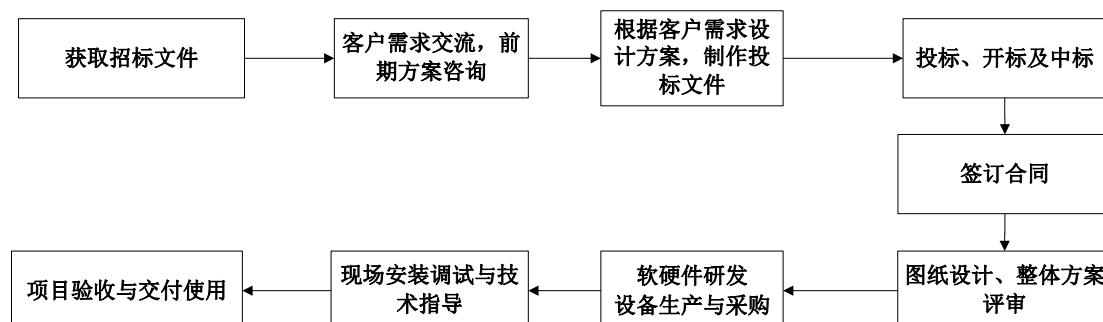 获取招标文件
客户需求交流，前
期方案咨询
根据客户需求设
计方案，制作投
标文件
投标、开标及中标
签订合同
图纸设计、整体方案
评审
软硬件研发
设备生产与采购
现场安装调试与技
术指导
项目验收与交付使用